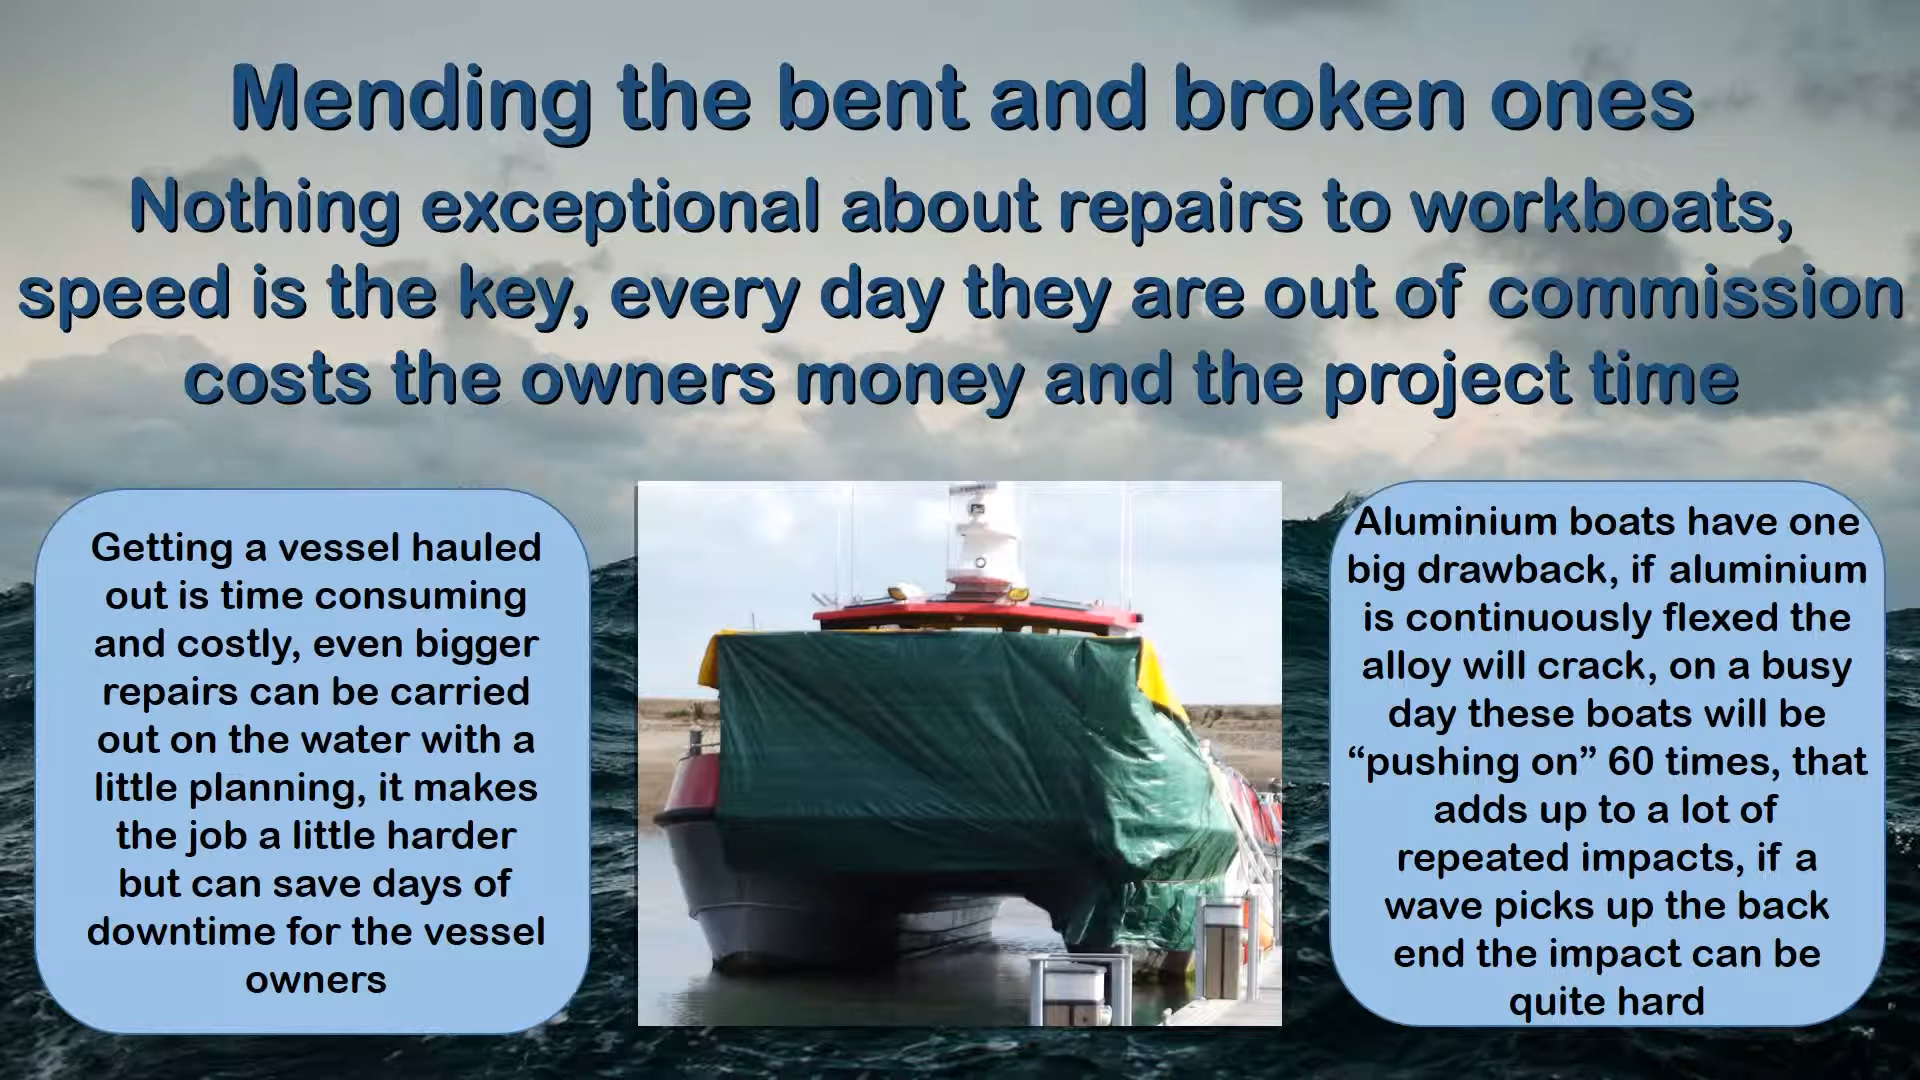 Mending the bent and broken ones
Nothing exceptional about repairs to workboats,
speed is the key, every day they are out of commission
costs the owners money and the project time
Getting a vessel hauled
out is time consuming
and costly, even bigger
repairs can be carried
out on the water with a
little planning, it makes
the job a little harder
but can save days of
downtime for the vessel
owners
Aluminium boats have one
big drawback, if aluminium
is continuously flexed the
alloy will crack, on a busy
day these boats will be
“pushing on” 60 times, that
adds up to a lot of
repeated impacts, if a
wave picks up the back
end the impact can be
quite hard